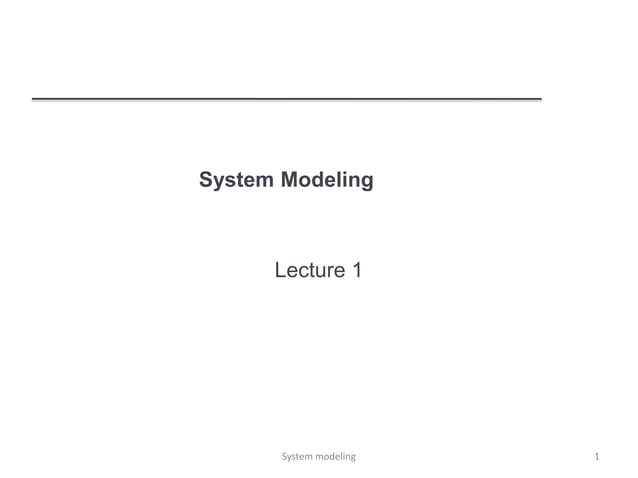 System Modeling
Lecture 1
System modeling
1